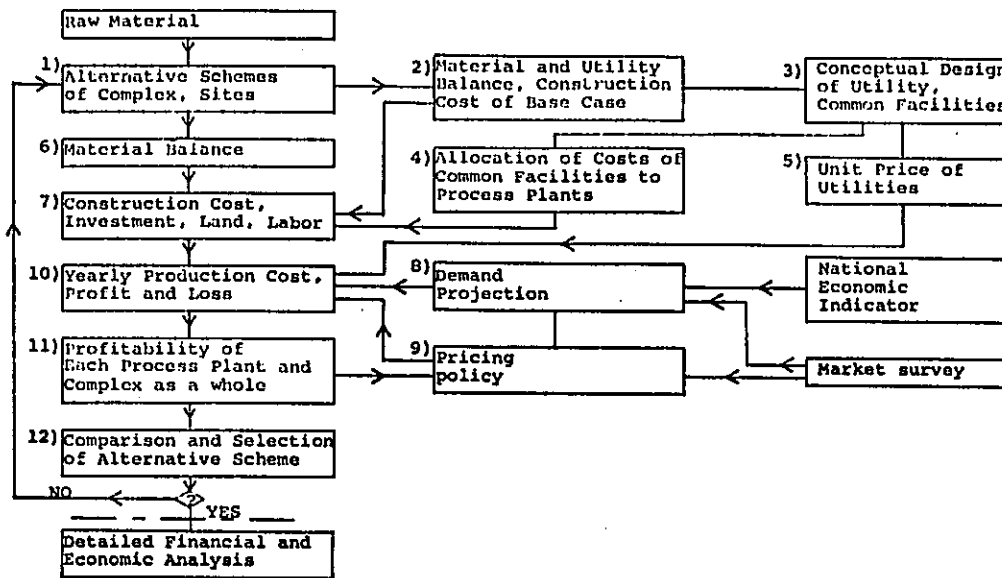 Raw Material
1) Alternative Schemes
of Complex, Sites
2) Material and Utility
Balance, Construction
Cost of Base Case
3) Conceptual Design
of Utility,
Common Facilities
6) Material Balance
4) Allocation of Costs of
Common Facilities to
Process Plants
5) Unit Price of
Utilities
7) Construction Cost,
Investment, Land, Labor
10) Yearly Production Cost,
Profit and Loss
8) Demand
Projection
National
Economic
Indicator
11) Profitability of
Each Process Plant and
Complex as a whole
9) Pricing
policy
Market survey
12) Comparison and Selection
of Alternative Scheme
NO
?
YES
Detailed Financial and
Economic Analysis